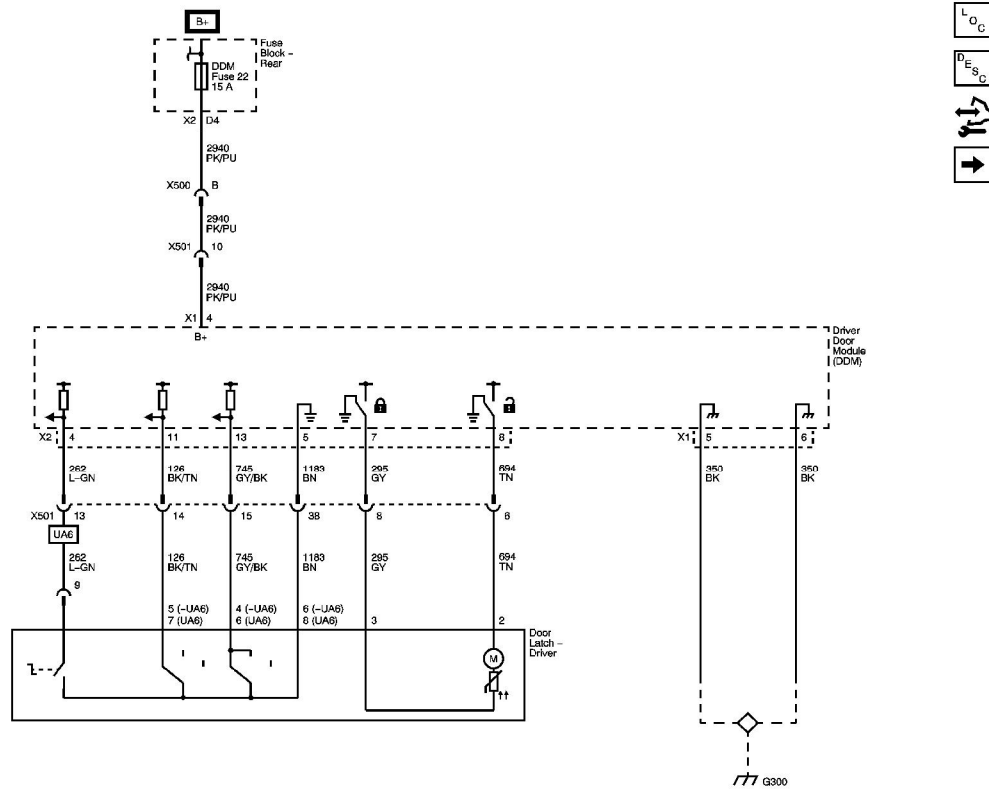 B+
Fuse
Block –
Rear
DDM
Fuse 22
15 A
X2 D4
2940
PK/PU
X500 B
2940
PK/PU
X501 10
2940
PK/PU
X1 4
B+
Driver
Door
Module
(DDM)
X2 4 11 13 5 7 8 X1 5 6
262
L–GN
126
BK/TN
745
GY/BK
1183
BN
295
GY
694
TN
350
BK
350
BK
X501 13 14 15 38 8 6
UA6
262
L–GN
126
BK/TN
745
GY/BK
1183
BN
295
GY
694
TN
9
5 (–UA6)
7 (UA6)
4 (–UA6)
6 (UA6)
6 (–UA6)
8 (UA6)
3
2
Door
Latch –
Driver
M
G300
LOC
DESC